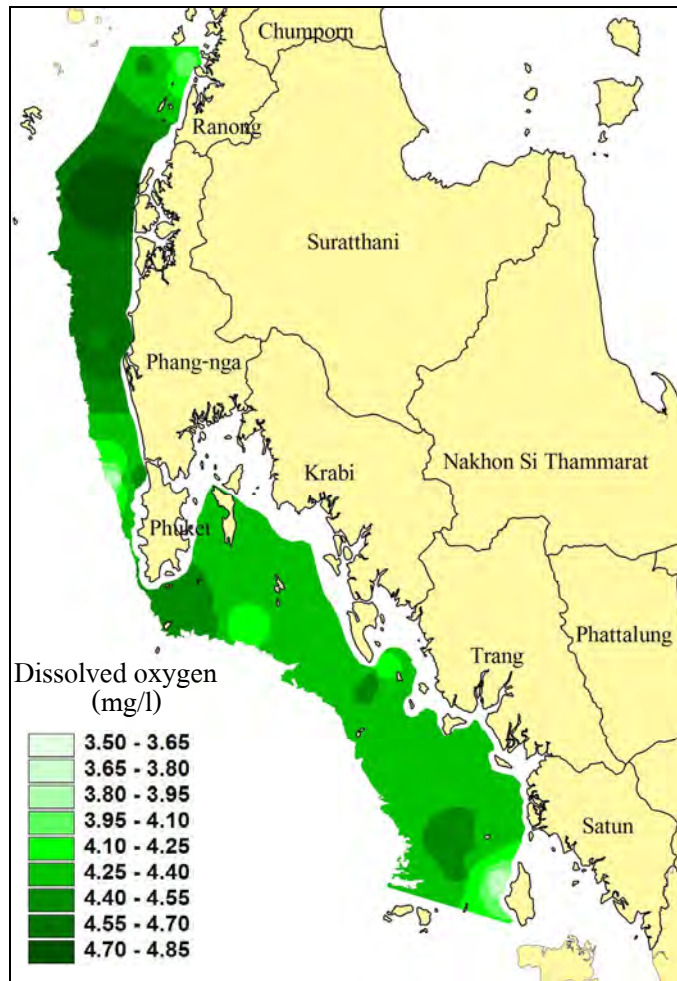 Chumporn
Ranong
Suratthani
Phang-nga
Krabi
Nakhon Si Thammarat
Phuket
Phattalung
Trang
Satun
Dissolved oxygen
(mg/l)
3.50 - 3.65
3.65 - 3.80
3.80 - 3.95
3.95 - 4.10
4.10 - 4.25
4.25 - 4.40
4.40 - 4.55
4.55 - 4.70
4.70 - 4.85